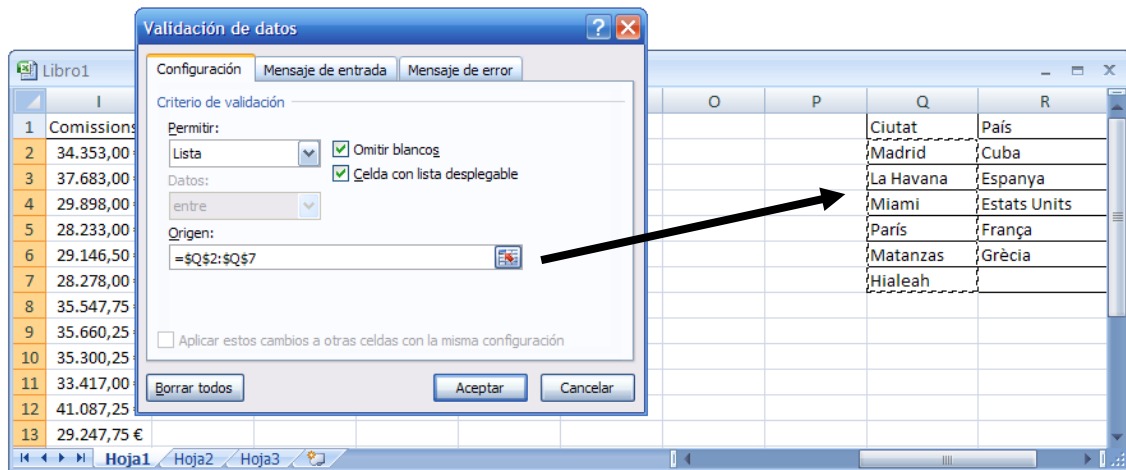 Validación de datos
Libro1
Configuración Mensaje de entrada Mensaje de error
Criterio de validación
Permitir:
Lista
Omitir blancos
Celda con lista desplegable
Datos:
entre
Origen:
=$Q$2:$Q$7
Aplicar estos cambios a otras celdas con la misma configuración
Borrar todos Aceptar Cancelar
I O P Q R
1 Comissions Ciutat País
2 34.353,00 Madrid Cuba
3 37.683,00 La Havana Espanya
4 29.898,00 Miami Estats Units
5 28.233,00 París França
6 29.146,50 Matanzas Grècia
7 28.278,00 Hialeah
8 35.547,75
9 35.660,25
10 35.300,25
11 33.417,00
12 41.087,25
13 29.247,75 €
Hoja1 Hoja2 Hoja3